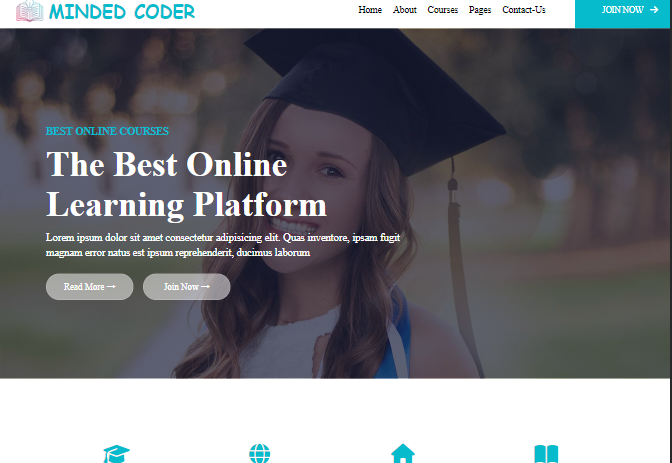 MINDED CODER
Home About Courses Pages Contact-Us
JOIN NOW →
BEST ONLINE COURSES
The Best Online
Learning Platform
Lorem ipsum dolor sit amet consectetur adipisicing elit. Quas inventore, ipsam fugit
magnam error natus est ipsum reprehenderit, ducimus laborum
Read More → Join Now →